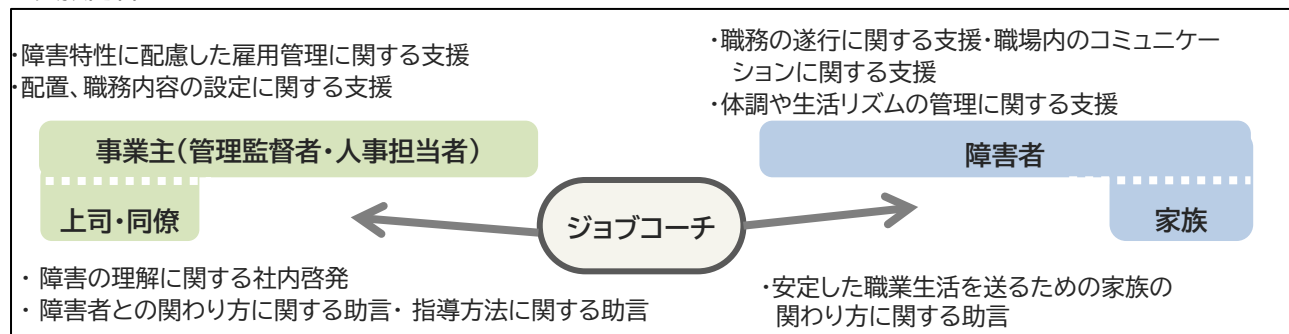 ・障害特性に配慮した雇用管理に関する支援
・配置、職務内容の設定に関する支援
・職務の遂行に関する支援・職場内のコミュニケー
ションに関する支援
・体調や生活リズムの管理に関する支援
事業主(管理監督者・人事担当者)
障害者
上司・同僚
ジョブコーチ
家族
・ 障害の理解に関する社内啓発
・ 障害者との関わり方に関する助言・ 指導方法に関する助言
・安定した職業生活を送るための家族の
関わり方に関する助言